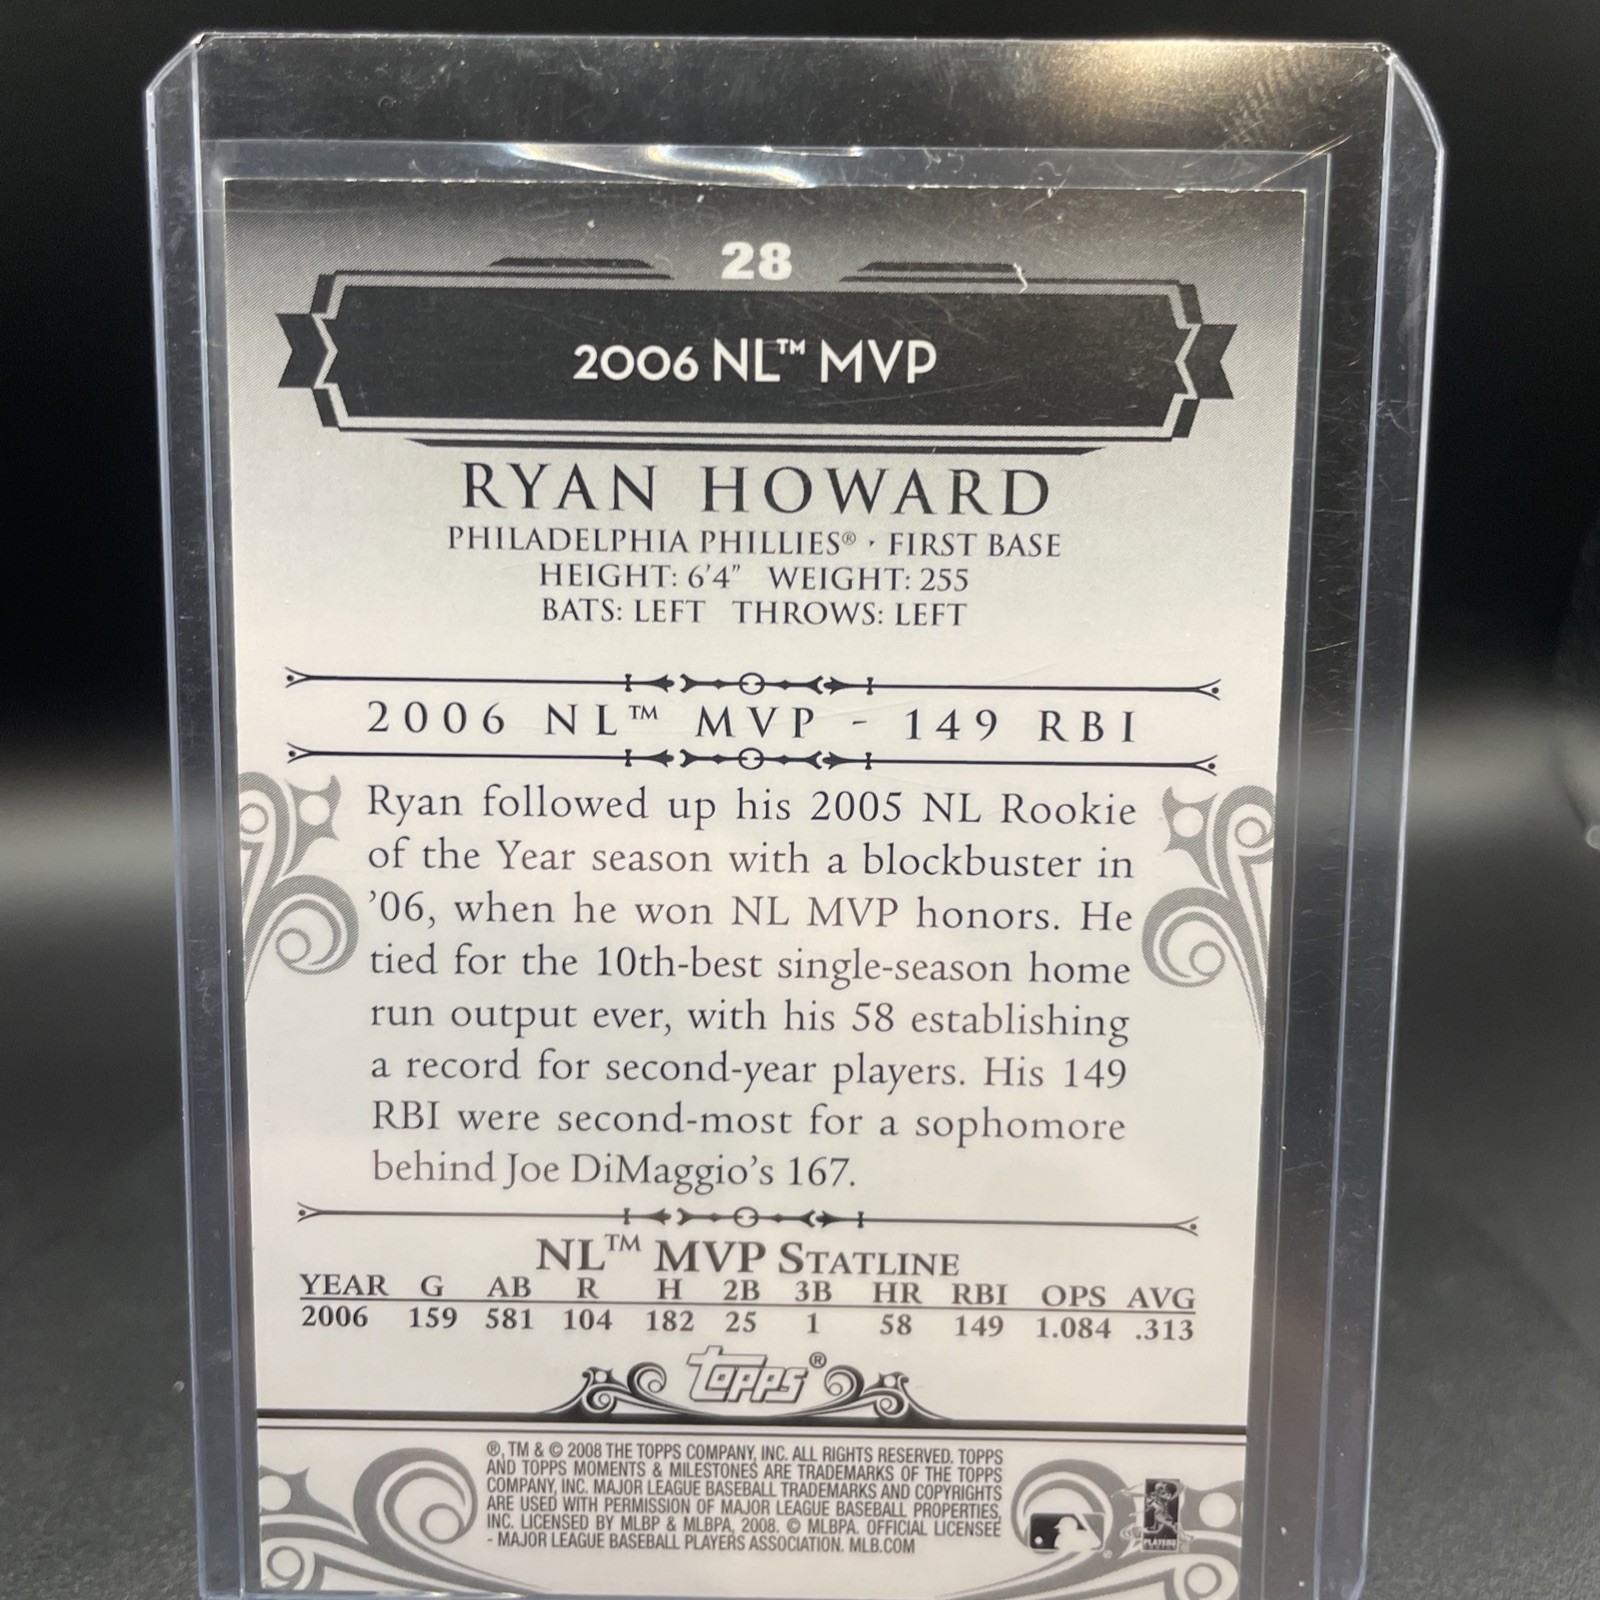 28
2006 NL™ MVP
RYAN HOWARD
PHILADELPHIA PHILLIES® · FIRST BASE
HEIGHT: 6'4" WEIGHT: 255
BATS: LEFT THROWS: LEFT
2006 NL™ MVP - 149 RBI
Ryan followed up his 2005 NL Rookie
of the Year season with a blockbuster in
'06, when he won NL MVP honors. He
tied for the 10th-best single-season home
run output ever, with his 58 establishing
a record for second-year players. His 149
RBI were second-most for a sophomore
behind Joe DiMaggio's 167.
NL™ MVP STATLINE
YEAR G AB R H 2B 3B HR RBI OPS AVG
2006 159 581 104 182 25 1 58 149 1.084 .313
Topps®
®, TM & © 2008 THE TOPPS COMPANY, INC. ALL RIGHTS RESERVED. TOPPS
AND TOPPS MOMENTS & MILESTONES ARE TRADEMARKS OF THE TOPPS
COMPANY, INC. MAJOR LEAGUE BASEBALL TRADEMARKS AND COPYRIGHTS
ARE USED WITH PERMISSION OF MAJOR LEAGUE BASEBALL PROPERTIES,
INC. LICENSED BY MLBP & MLBPA, 2008. © MLBPA. OFFICIAL LICENSEE
- MAJOR LEAGUE BASEBALL PLAYERS ASSOCIATION. MLB.COM
PLAYERS